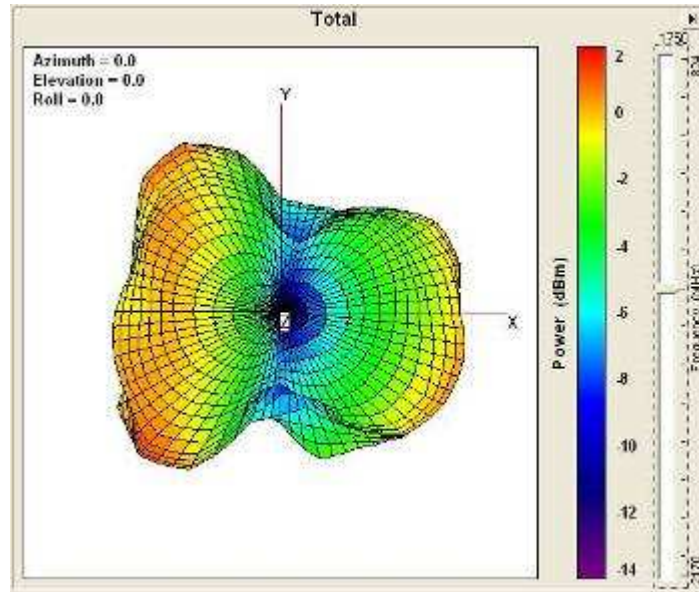 Total
Azimuth = 0.0
Elevation = 0.0
Roll = 0.0
Y
X
Z
Power (dBm)
2
0
-2
-4
-6
-8
-10
-12
-14
1750